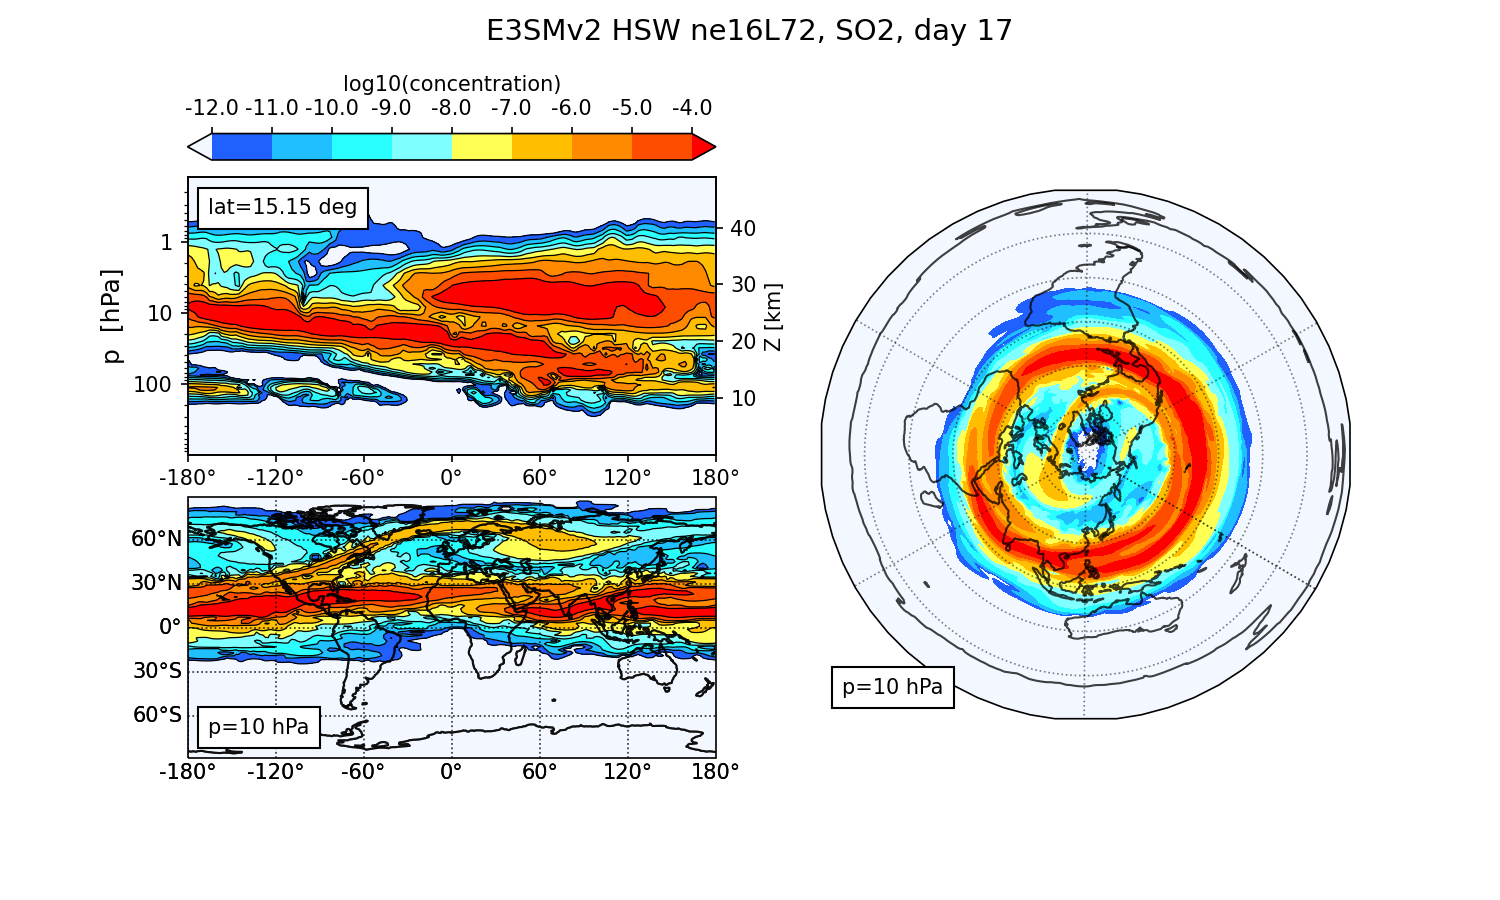 E3SMv2 HSW ne16L72, SO2, day 17
log10(concentration)
-12.0 -11.0 -10.0 -9.0 -8.0 -7.0 -6.0 -5.0 -4.0
lat=15.15 deg
p [hPa]
1
10
100
40
30
20
10
Z [km]
-180° -120° -60° 0° 60° 120° 180°
60°N
30°N
0°
30°S
60°S
p=10 hPa
-180° -120° -60° 0° 60° 120° 180°
p=10 hPa